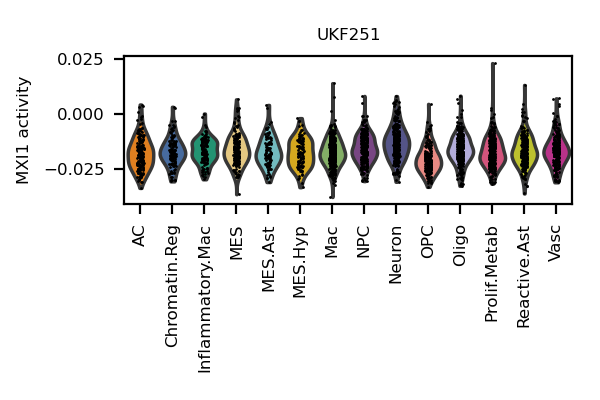 UKF251
MXI1 activity
0.025
0.000
−0.025
AC
Chromatin.Reg
Inflammatory.Mac
MES
MES.Ast
MES.Hyp
Mac
NPC
Neuron
OPC
Oligo
Prolif.Metab
Reactive.Ast
Vasc